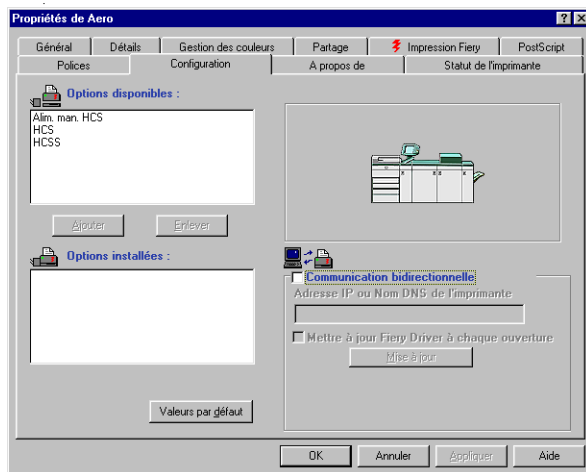 Propriétés de Aero
Général Détails Gestion des couleurs Partage Impression Fiery PostScript
Polices Configuration A propos de Statut de l'imprimante
Options disponibles :
Alim. man. HCS
HCS
HCSS
Ajouter Enlever
Options installées :
Communication bidirectionnelle
Adresse IP ou Nom DNS de l'imprimante
Mettre à jour Fiery Driver à chaque ouverture
Mise à jour
Valeurs par défaut
OK Annuler Appliquer Aide